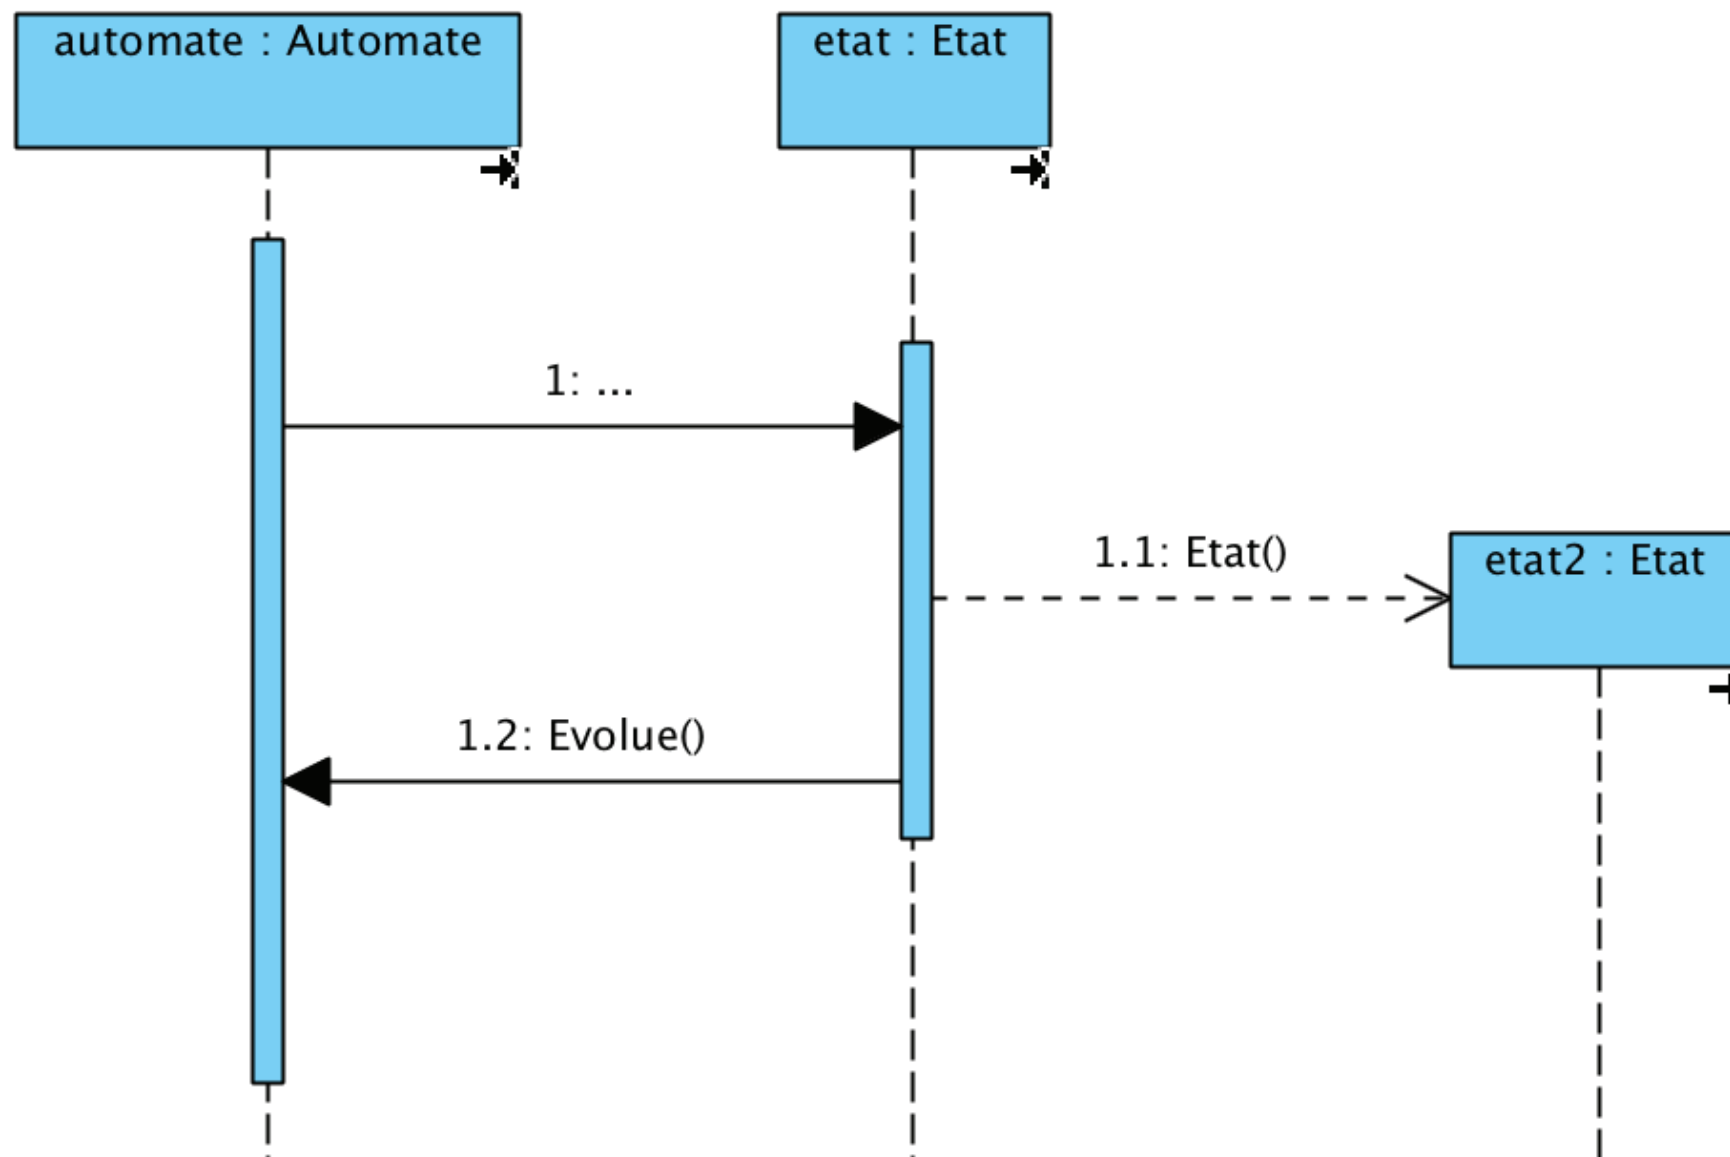 automate : Automate
etat : Etat
1: ...
1.1: Etat()
etat2 : Etat
1.2: Evolue()